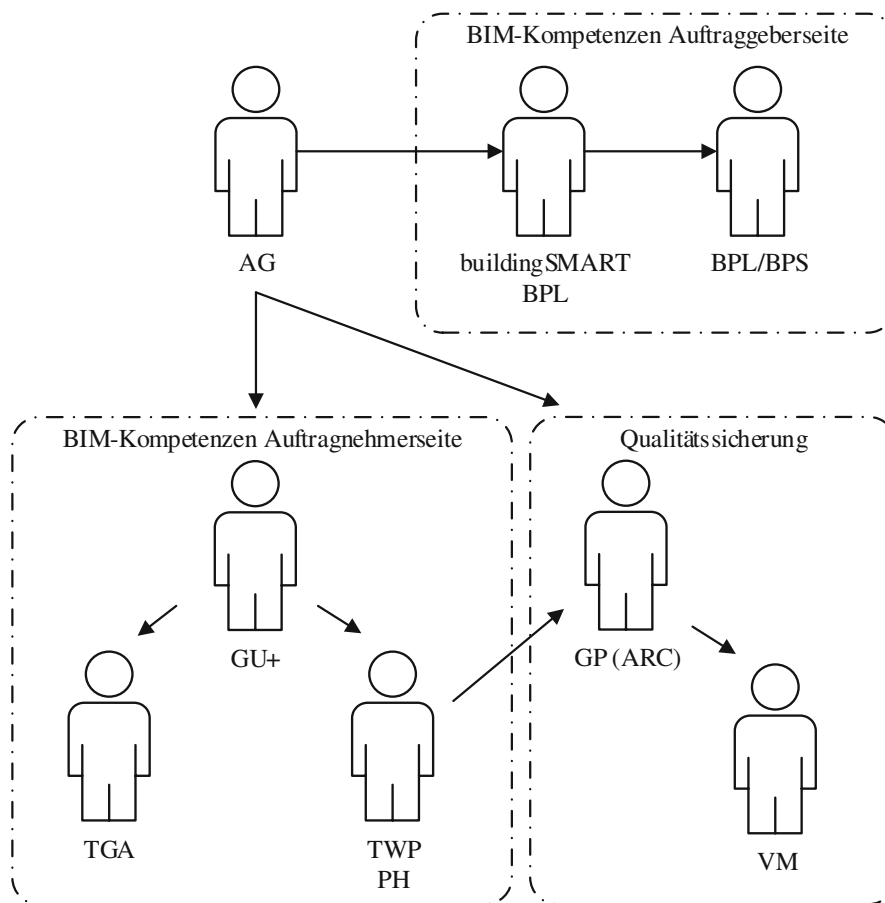 BIM-Kompetenzen Auftraggeberseite
AG
buildingSMART
BPL
BPL/BPS
BIM-Kompetenzen Auftragnehmerseite
GU+
TGA
TWP
PH
Qualitätssicherung
GP (ARC)
VM